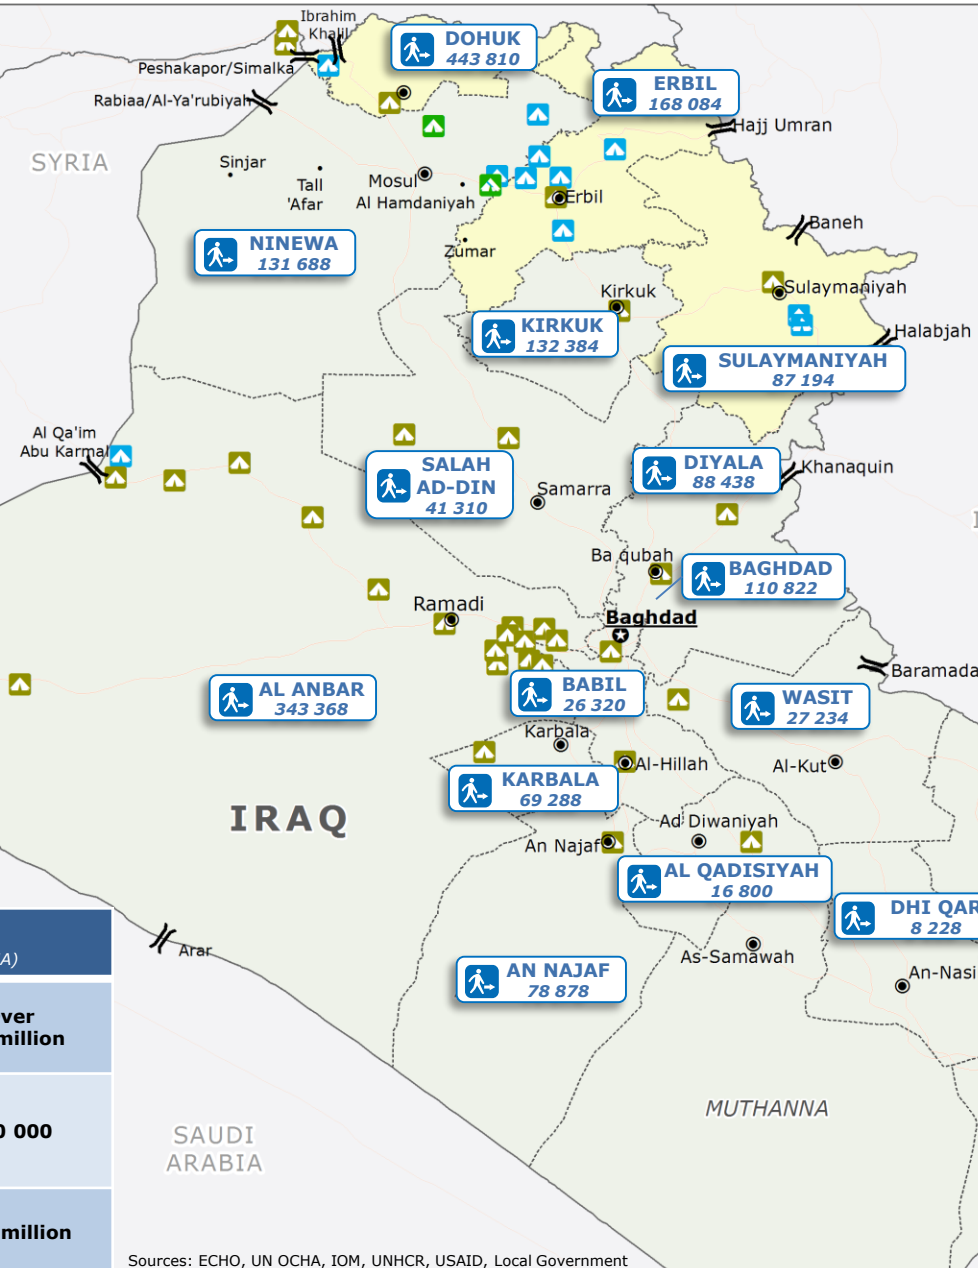 Ibrahim
Khalil
DOHUK
443 810
Peshakapor/Simalka
ERBIL
168 084
Rabiaa/Al-Ya'rubiyah
Hajj Umran
SYRIA
Sinjar
Tall
'Afar
Mosul
Al Hamdaniyah
Erbil
Baneh
NINEWA
131 688
Zumar
Sulaymaniyah
Kirkuk
KIRKUK
132 384
Halabjah
SULAYMANIYAH
87 194
Al Qa'im
Abu Karmal
SALAH
AD-DIN
41 310
DIYALA
88 438
Khanaquin
Samarra
Ba qubah
BAGHDAD
110 822
Ramadi
Baghdad
Baramada
AL ANBAR
343 368
BABIL
26 320
WASIT
27 234
Karbala
Al-Hillah
Al-Kut
KARBALA
69 288
IRAQ
Ad Diwaniyah
An Najaf
AL QADISIYAH
16 800
DHI QAR
8 228
Arar
As-Samawah
An-Nasi
AN NAJAF
78 878
A)
ver
million
MUTHANNA
0 000
SAUDI
ARABIA
million
Sources: ECHO, UN OCHA, IOM, UNHCR, USAID, Local Government